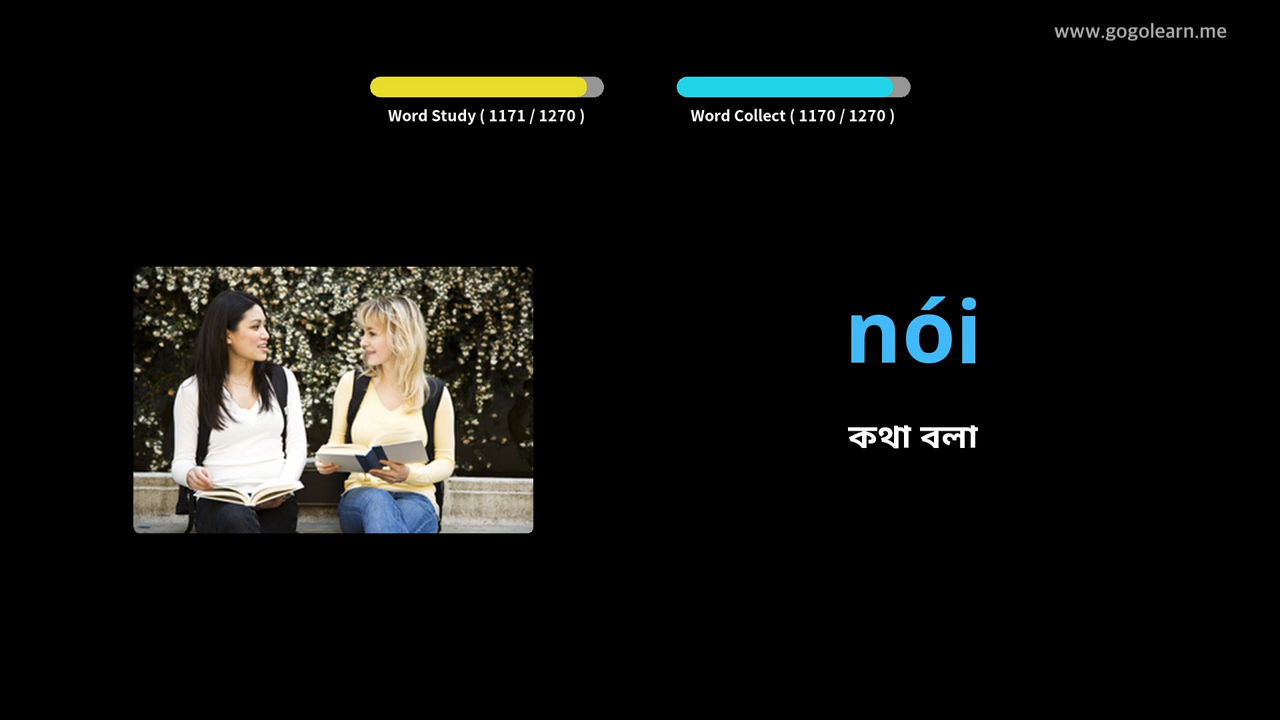 www.gogolearn.me
Word Study ( 1171 / 1270 )
Word Collect ( 1170 / 1270 )
nói
কথা বলা